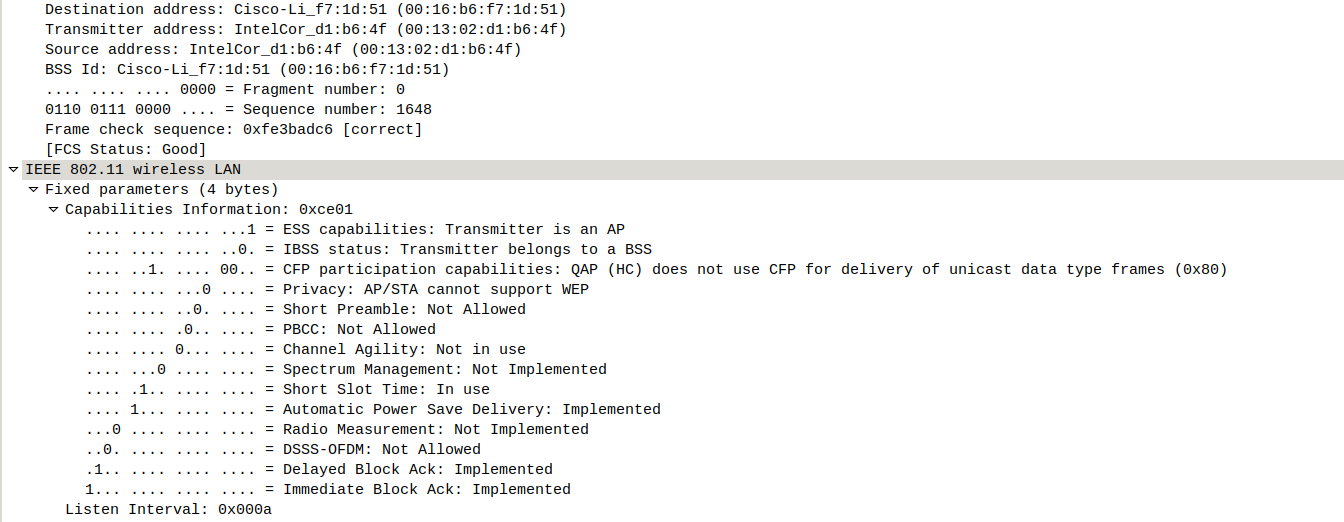 Destination address: Cisco-Li_f7:1d:51 (00:16:b6:f7:1d:51)
Transmitter address: IntelCor_d1:b6:4f (00:13:02:d1:b6:4f)
Source address: IntelCor_d1:b6:4f (00:13:02:d1:b6:4f)
BSS Id: Cisco-Li_f7:1d:51 (00:16:b6:f7:1d:51)
.... .... .... 0000 = Fragment number: 0
0110 0111 0000 .... = Sequence number: 1648
Frame check sequence: 0xfe3badc6 [correct]
[FCS Status: Good]
IEEE 802.11 wireless LAN
Fixed parameters (4 bytes)
Capabilities Information: 0xce01
.... .... .... ...1 = ESS capabilities: Transmitter is an AP
.... .... .... ..0. = IBSS status: Transmitter belongs to a BSS
.... ..1. .... 00.. = CFP participation capabilities: QAP (HC) does not use CFP for delivery of unicast data type frames (0x80)
.... .... ...0 .... = Privacy: AP/STA cannot support WEP
.... .... ..0. .... = Short Preamble: Not Allowed
.... .... .0.. .... = PBCC: Not Allowed
.... .... 0... .... = Channel Agility: Not in use
.... ...0 .... .... = Spectrum Management: Not Implemented
.... .1.. .... .... = Short Slot Time: In use
.... 1... .... .... = Automatic Power Save Delivery: Implemented
...0 .... .... .... = Radio Measurement: Not Implemented
..0. .... .... .... = DSSS-OFDM: Not Allowed
.1.. .... .... .... = Delayed Block Ack: Implemented
1... .... .... .... = Immediate Block Ack: Implemented
Listen Interval: 0x000a